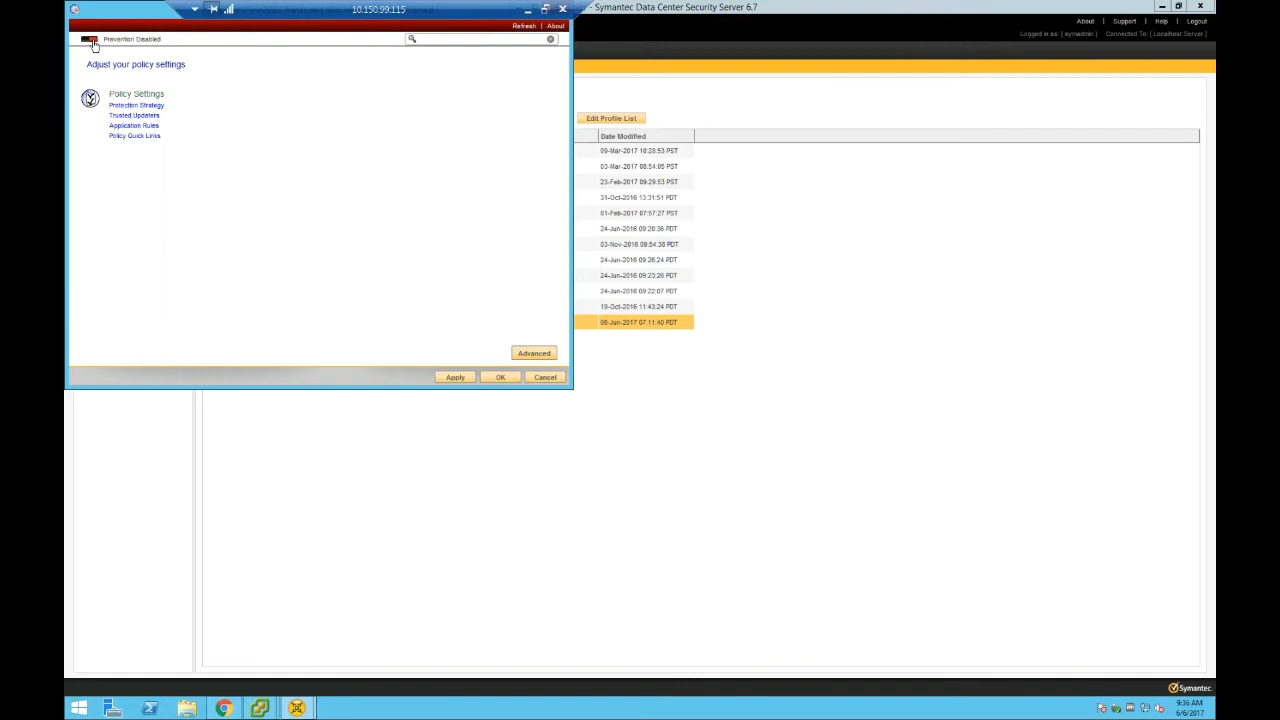 10.150.99.115
- Symantec Data Center Security Server 6.7
Refresh | About
About | Support | Help | Logout
Logged in as: [ symadmin ] Connected To: [ Localhost Server ]
Prevention Disabled
Adjust your policy settings
Policy Settings
Protection Strategy
Trusted Updaters
Application Rules
Policy Quick Links
Edit Profile List
Date Modified
09-Mar-2017 10:28:53 PST
03-Mar-2017 08:54:05 PST
23-Feb-2017 09:29:53 PST
31-Oct-2016 13:31:51 PDT
01-Feb-2017 07:57:27 PST
24-Jun-2016 09:20:36 PDT
03-Nov-2016 09:54:38 PDT
24-Jun-2016 09:26:24 PDT
24-Jun-2016 09:23:26 PDT
24-Jun-2016 09:22:07 PDT
19-Oct-2016 11:43:24 PDT
06-Jun-2017 07:11:40 PDT
Advanced
Apply OK Cancel
Symantec
9:36 AM
6/6/2017